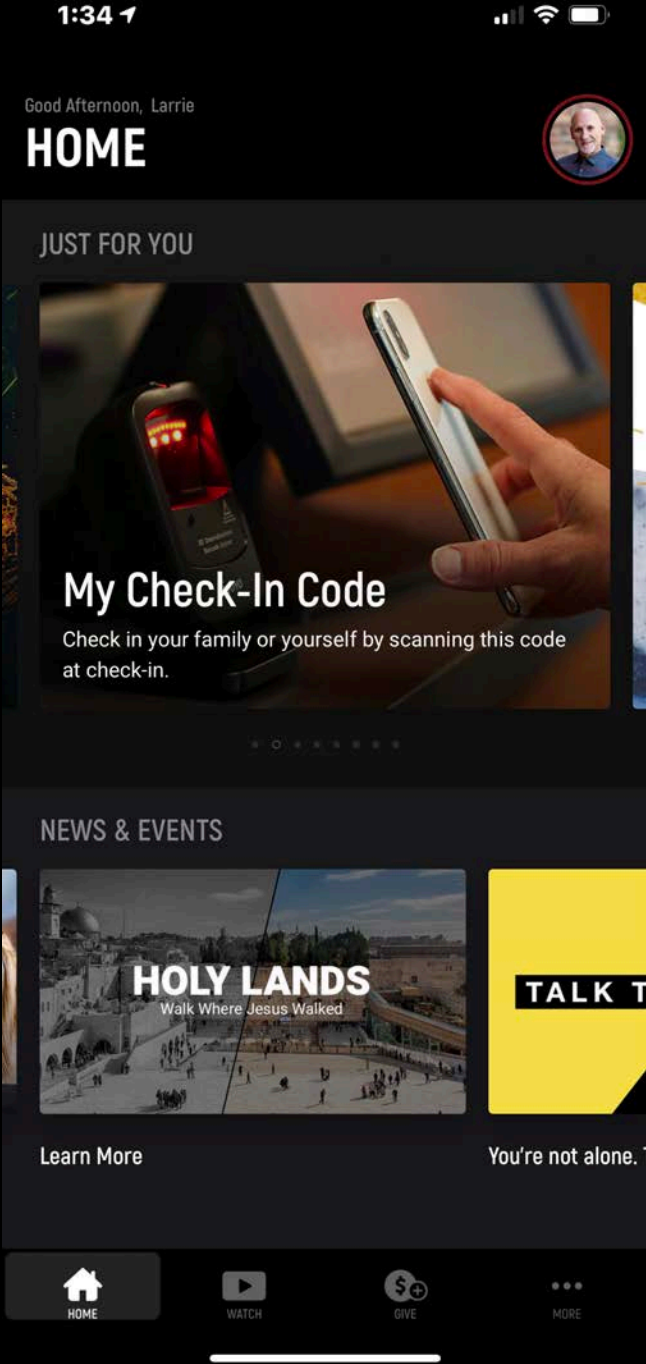 1:34
Good Afternoon, Larrie
HOME
JUST FOR YOU
My Check-In Code
Check in your family or yourself by scanning this code
at check-in.
NEWS & EVENTS
HOLY LANDS
Walk Where Jesus Walked
TALK T
Learn More
You're not alone.
HOME
WATCH
GIVE
MORE